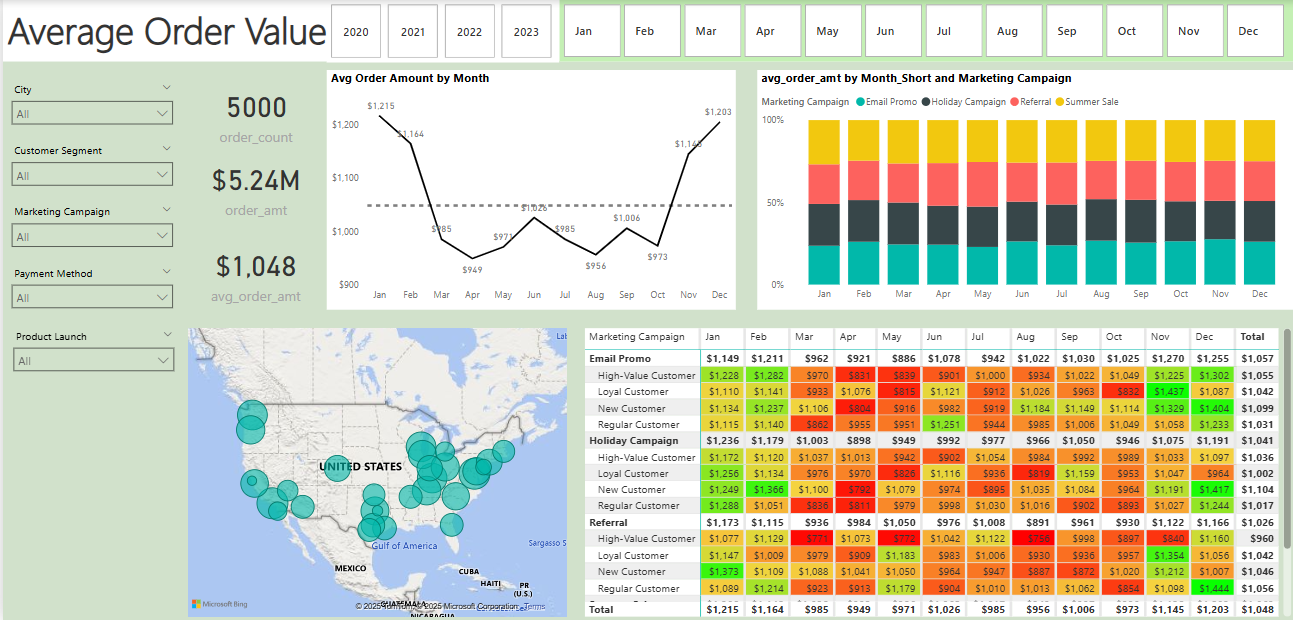 Average Order Value
2020 2021 2022 2023
Jan Feb Mar Apr May Jun Jul Aug Sep Oct Nov Dec
City
All
Customer Segment
All
Marketing Campaign
All
Payment Method
All
Product Launch
All
5000
order_count
$5.24M
order_amt
$1,048
avg_order_amt
Avg Order Amount by Month
$1,215
$1,203
$1,200
$1,164
$1,145
$1,100
$1,026
$1,006
$1,000
$985
$971
$985
$973
$949
$956
$900
Jan Feb Mar Apr May Jun Jul Aug Sep Oct Nov Dec
avg_order_amt by Month_Short and Marketing Campaign
Marketing Campaign Email Promo Holiday Campaign Referral Summer Sale
100%
50%
0%
Jan Feb Mar Apr May Jun Jul Aug Sep Oct Nov Dec
Lab
UNITED STATES
Gulf of America
Sargasso S
MEXICO
CUBA
HAITI
PR
(U.S.)
GUATEMALA
NICARAGUA
Microsoft Bing
© 2025 TomTom, © 2025 Microsoft Corporation Terms
Marketing Campaign Jan Feb Mar Apr May Jun Jul Aug Sep Oct Nov Dec Total
Email Promo $1,149 $1,211 $962 $921 $886 $1,078 $942 $1,022 $1,030 $1,025 $1,270 $1,255 $1,057
High-Value Customer $1,228 $1,282 $970 $831 $839 $901 $1,000 $934 $1,022 $1,049 $1,225 $1,302 $1,055
Loyal Customer $1,110 $1,141 $933 $1,076 $815 $1,121 $912 $1,026 $963 $832 $1,437 $1,087 $1,042
New Customer $1,134 $1,237 $1,106 $804 $916 $982 $919 $1,184 $1,149 $1,114 $1,329 $1,404 $1,099
Regular Customer $1,115 $1,140 $862 $955 $951 $1,251 $944 $985 $1,006 $1,049 $1,058 $1,233 $1,031
Holiday Campaign $1,236 $1,179 $1,003 $898 $949 $992 $977 $966 $1,050 $946 $1,075 $1,191 $1,041
High-Value Customer $1,172 $1,120 $1,037 $1,013 $942 $902 $1,054 $984 $992 $989 $1,033 $1,097 $1,036
Loyal Customer $1,256 $1,134 $976 $970 $826 $1,116 $936 $819 $1,159 $953 $1,047 $964 $1,002
New Customer $1,249 $1,366 $1,100 $792 $1,079 $974 $895 $1,035 $1,084 $964 $1,191 $1,417 $1,104
Regular Customer $1,288 $1,051 $836 $811 $979 $998 $1,030 $1,016 $902 $893 $1,027 $1,244 $1,017
Referral $1,173 $1,115 $936 $984 $1,050 $976 $1,008 $891 $961 $930 $1,122 $1,166 $1,026
High-Value Customer $1,077 $1,129 $771 $1,073 $772 $1,042 $1,122 $756 $998 $897 $840 $1,160 $960
Loyal Customer $1,147 $1,009 $979 $909 $1,183 $983 $1,006 $930 $936 $957 $1,354 $1,056 $1,042
New Customer $1,373 $1,109 $1,088 $1,041 $1,050 $964 $947 $887 $872 $1,020 $1,212 $1,007 $1,046
Regular Customer $1,089 $1,214 $923 $913 $1,179 $904 $1,010 $1,013 $1,062 $854 $1,098 $1,444 $1,056
Total $1,215 $1,164 $985 $949 $971 $1,026 $985 $956 $1,006 $973 $1,145 $1,203 $1,048